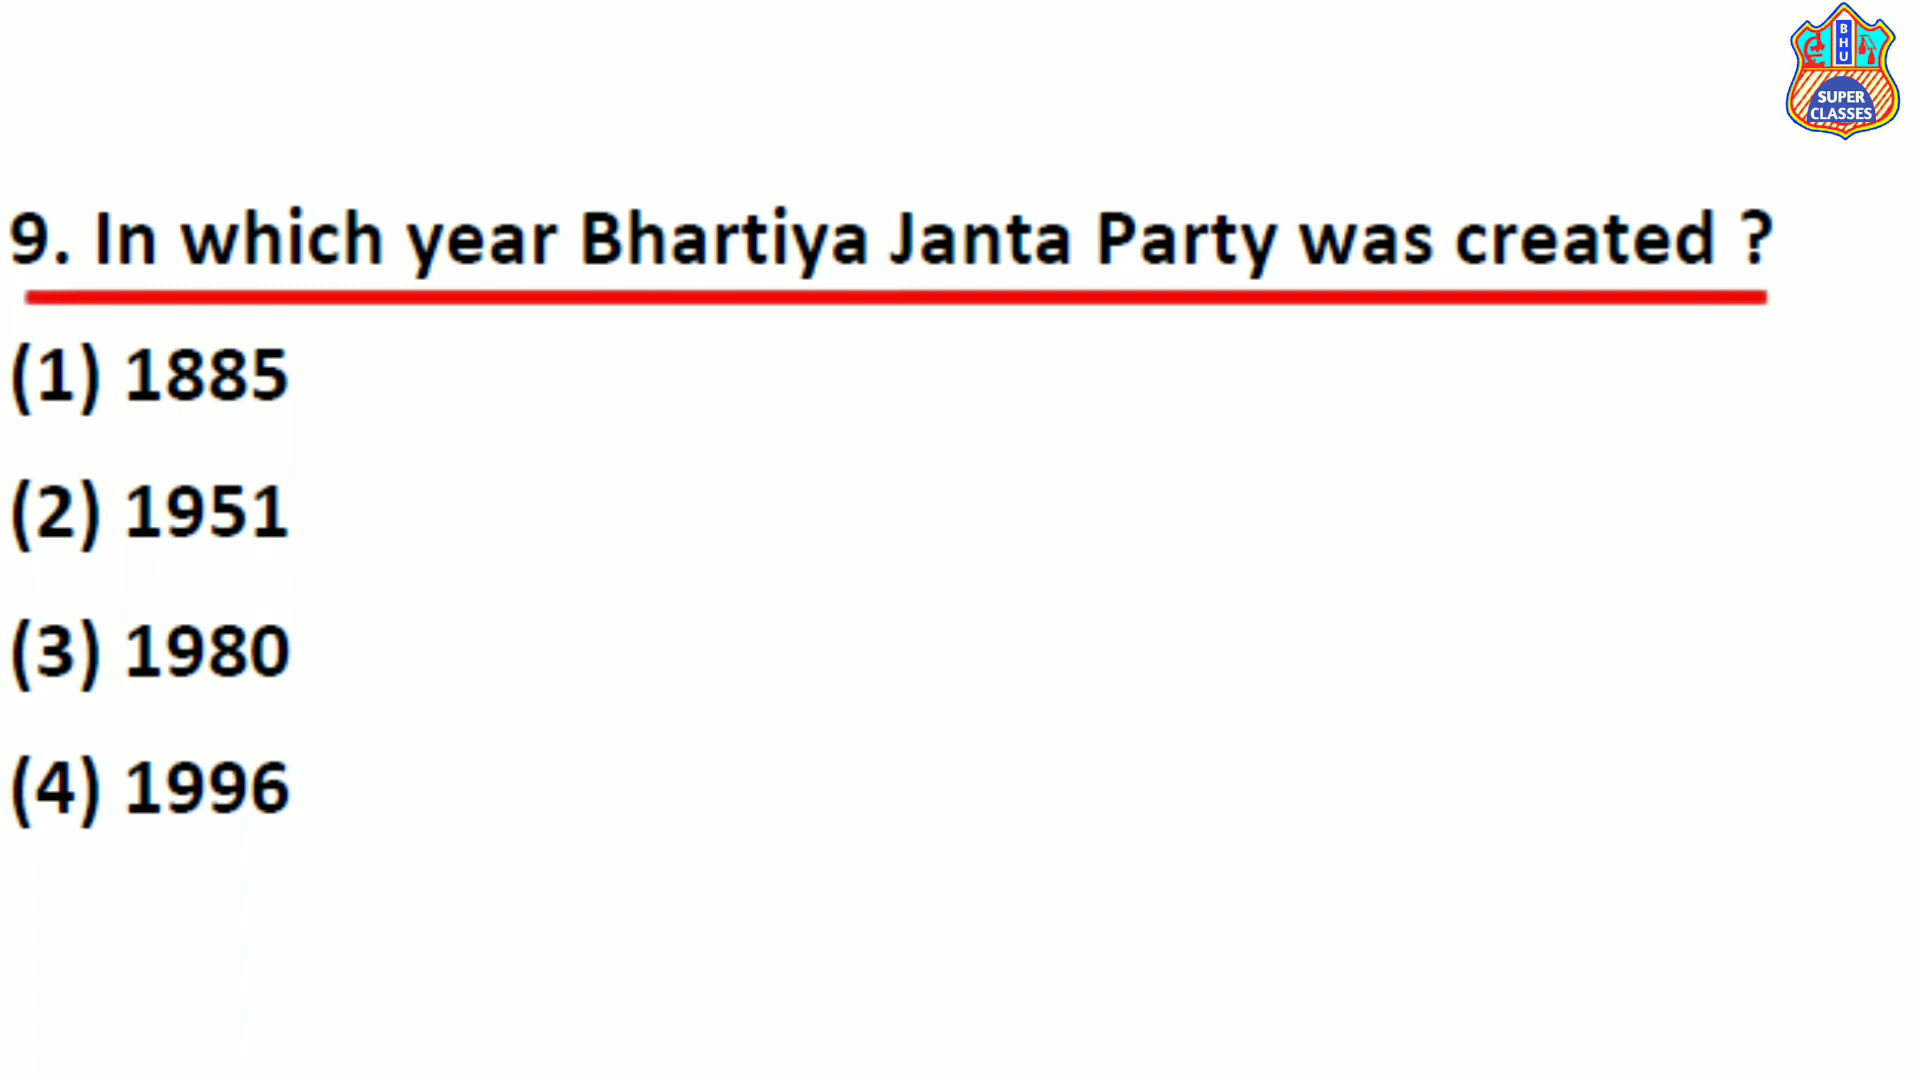 B
H
U
SUPER
CLASSES
9. In which year Bhartiya Janta Party was created ?
(1) 1885
(2) 1951
(3) 1980
(4) 1996